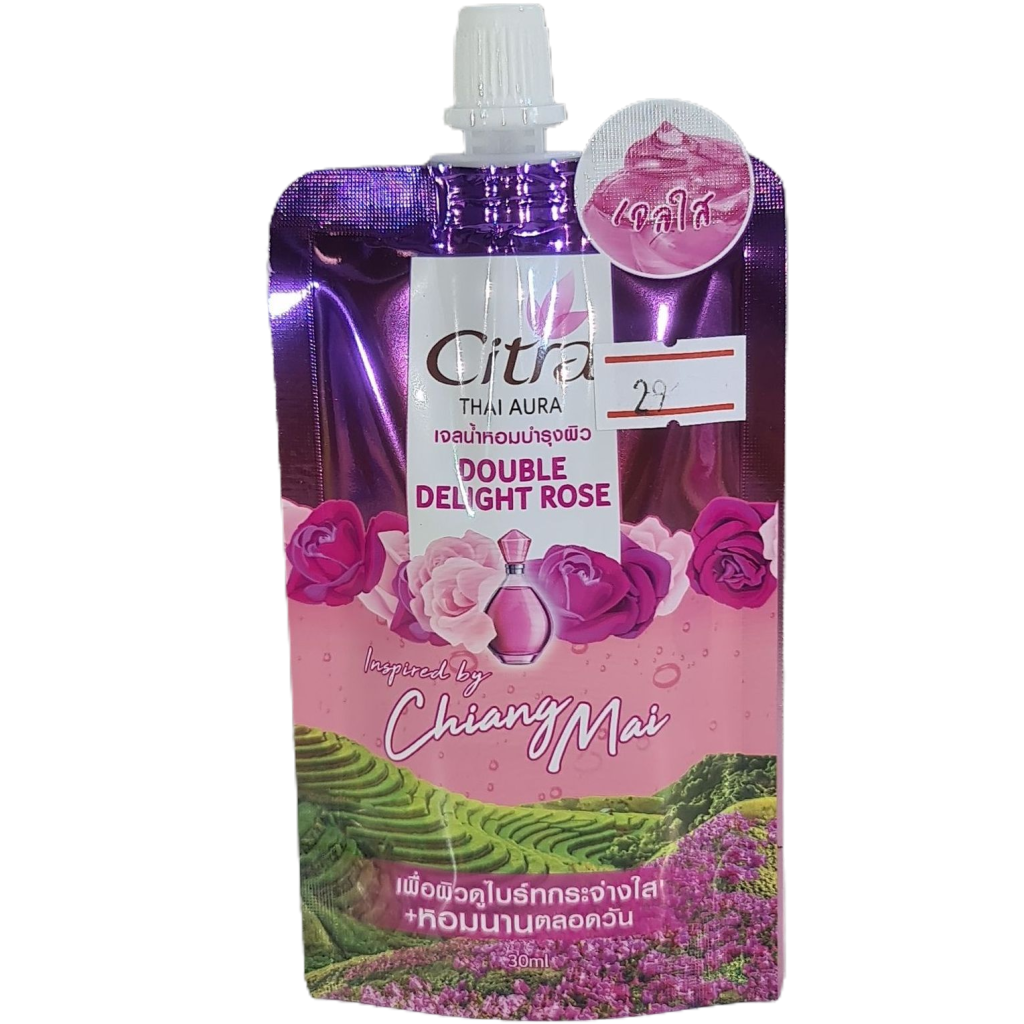 เจลใส
Citra
THAI AURA
29
เจลน้ำหอมบำรุงผิว
DOUBLE
DELIGHT ROSE
Inspired by
Chiang Mai
เพื่อผิวดูไบร์ทกระจ่างใส
+หอมนานตลอดวัน
30ml